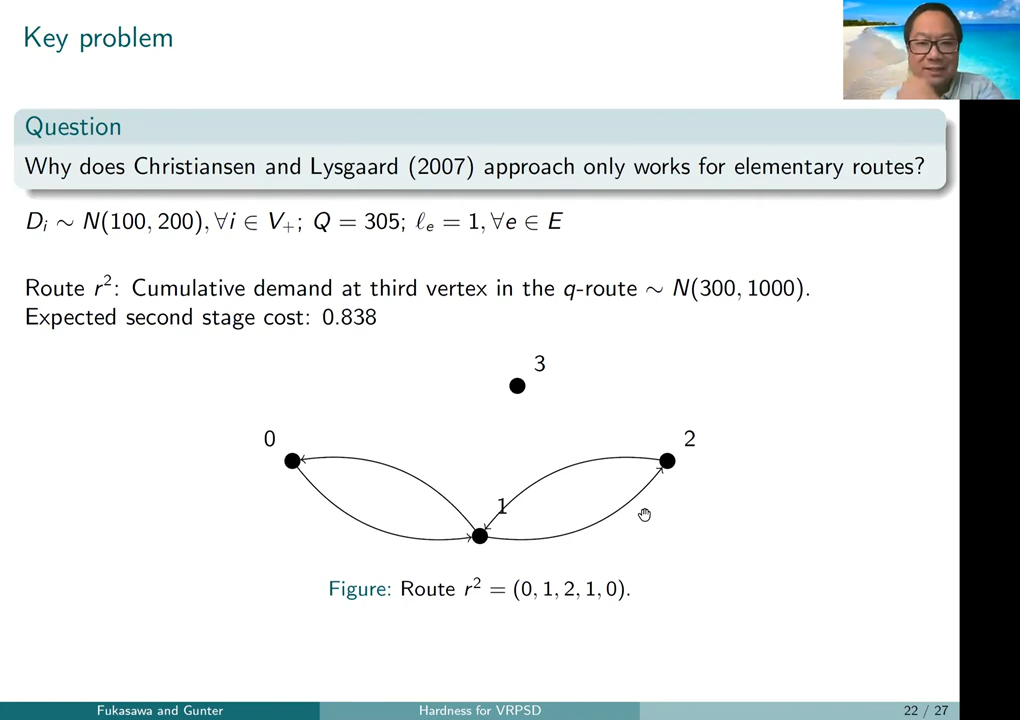 Key problem
Question
Why does Christiansen and Lysgaard (2007) approach only works for elementary routes?
D_i ∼ N(100, 200), ∀i ∈ V_+; Q = 305; ℓ_e = 1, ∀e ∈ E
Route r^2: Cumulative demand at third vertex in the q-route ∼ N(300, 1000).
Expected second stage cost: 0.838
3
0
2
1
Figure: Route r^2 = (0, 1, 2, 1, 0).
Fukasawa and Gunter
Hardness for VRPSD
22 / 27